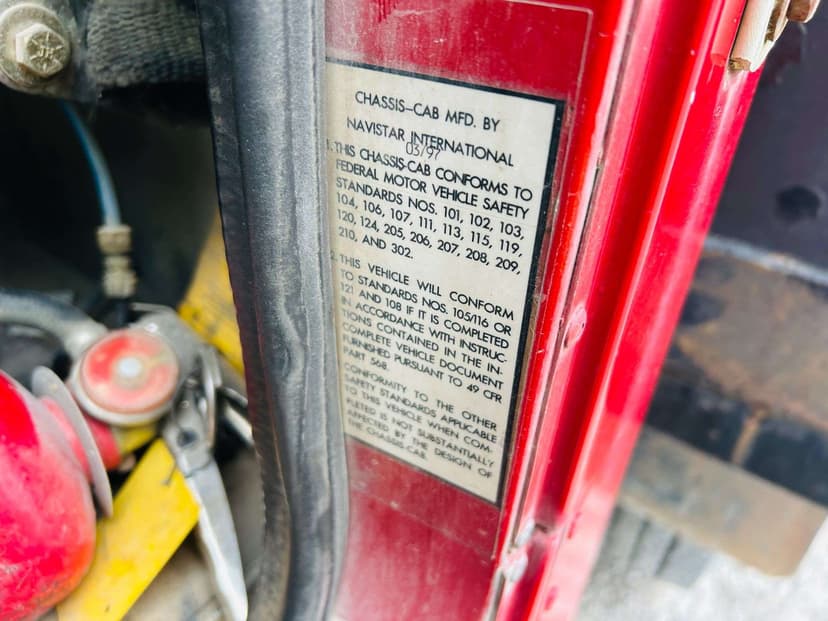 CHASSIS-CAB MFD. BY
NAVISTAR INTERNATIONAL
03/97
1. THIS CHASSIS-CAB CONFORMS TO
FEDERAL MOTOR VEHICLE SAFETY
STANDARDS NOS. 101, 102, 103,
104, 106, 107, 111, 113, 115, 119,
120, 124, 205, 206, 207, 208, 209,
210, AND 302.
2. THIS VEHICLE WILL CONFORM
TO STANDARDS NOS. 105/116 OR
121 AND 108 IF IT IS COMPLETED
IN ACCORDANCE WITH INSTRUC-
TIONS CONTAINED IN THE IN-
COMPLETE VEHICLE DOCUMENT
FURNISHED PURSUANT TO 49 CFR
PART 568.
CONFORMITY TO THE OTHER
SAFETY STANDARDS APPLICABLE
TO THIS VEHICLE WHEN COM-
PLETED IS NOT SUBSTANTIALLY
AFFECTED BY THE DESIGN OF
THE CHASSIS-CAB.